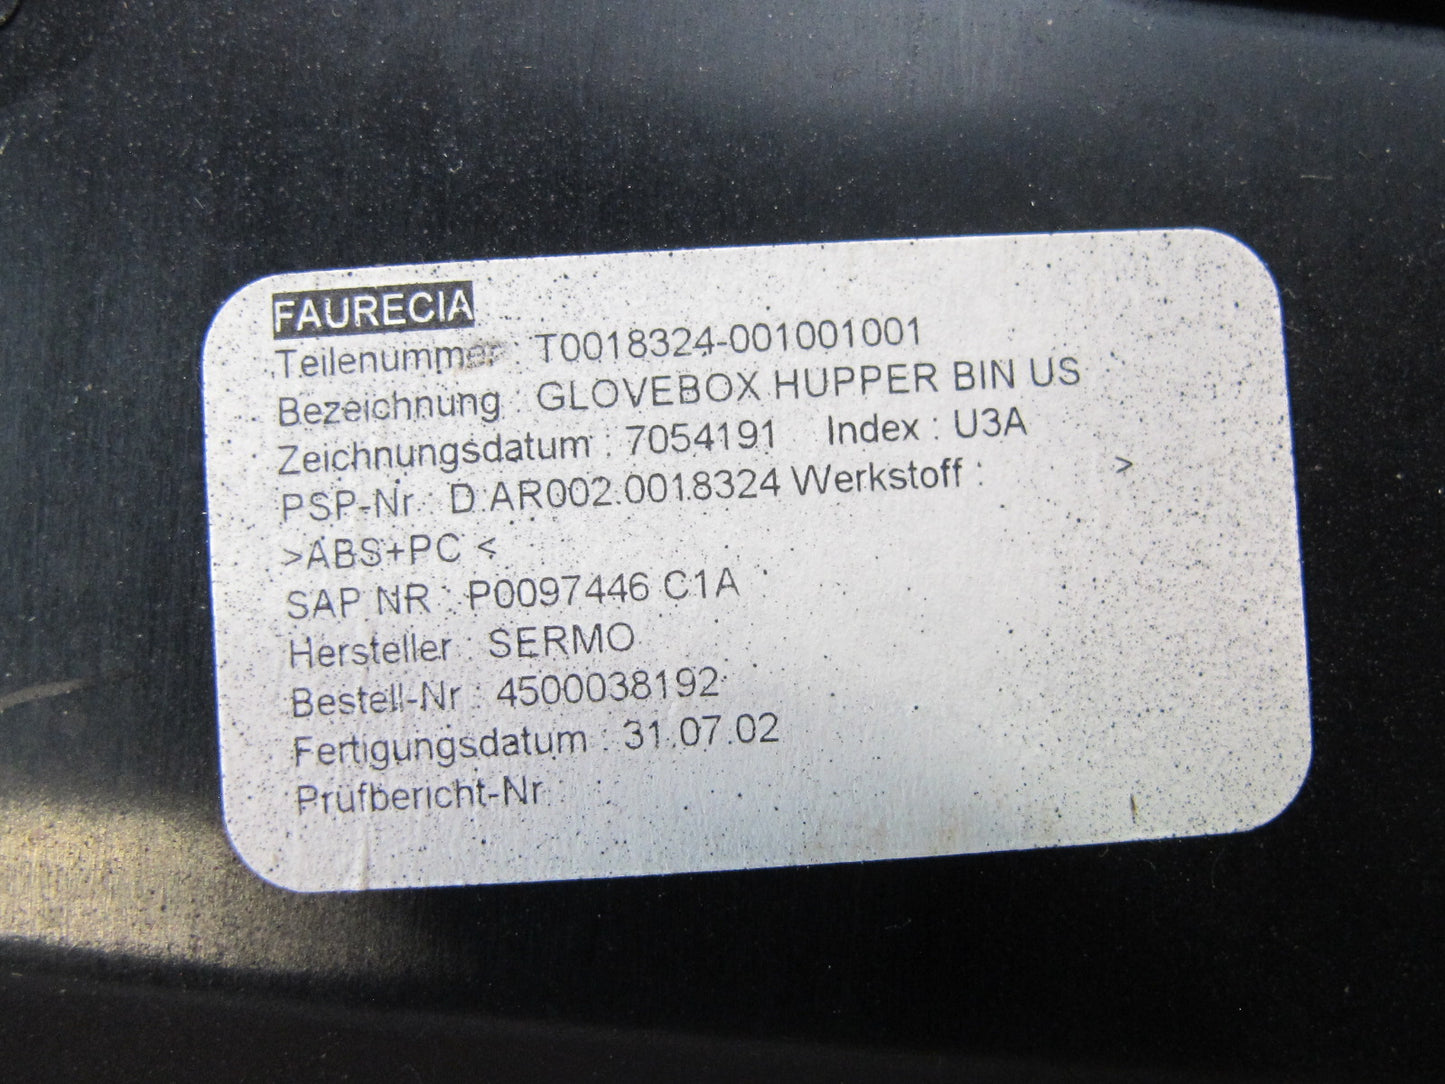 FAURECIA
Teilenummer : T0018324-001001001
Bezeichnung : GLOVEBOX HUPPER BIN US
Zeichnungsdatum : 7054191 Index : U3A
PSP-Nr : D.AR002.0018324 Werkstoff : >
>ABS+PC <
SAP NR : P0097446 C1A
Hersteller : SERMO
Bestell-Nr : 4500038192
Fertigungsdatum : 31.07.02
Prüfbericht-Nr :